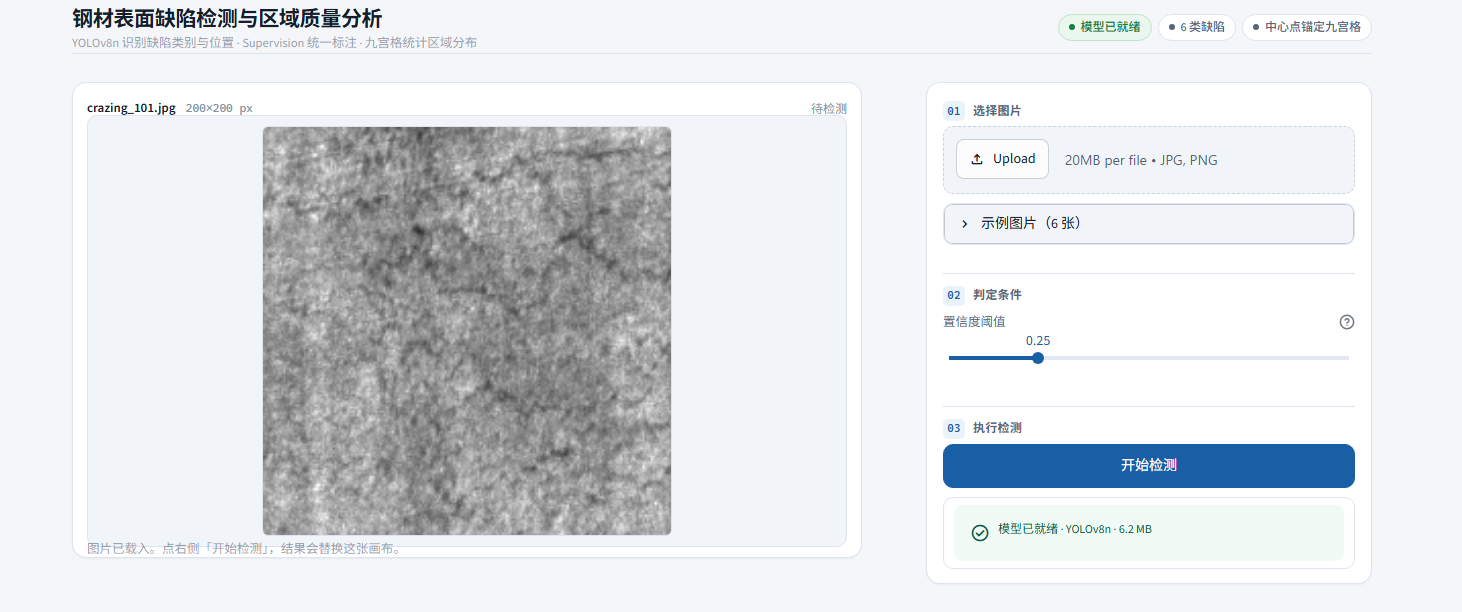 钢材表面缺陷检测与区域质量分析
YOLOv8n 识别缺陷类别与位置 · Supervision 统一标注 · 九宫格统计区域分布
模型已就绪
6 类缺陷
中心点锚定九宫格
crazing_101.jpg 200×200 px
待检测
图片已载入。点右侧「开始检测」，结果会替换这张画布。
01 选择图片
Upload
20MB per file • JPG, PNG
示例图片（6 张）
02 判定条件
置信度阈值
0.25
03 执行检测
开始检测
模型已就绪 · YOLOv8n · 6.2 MB